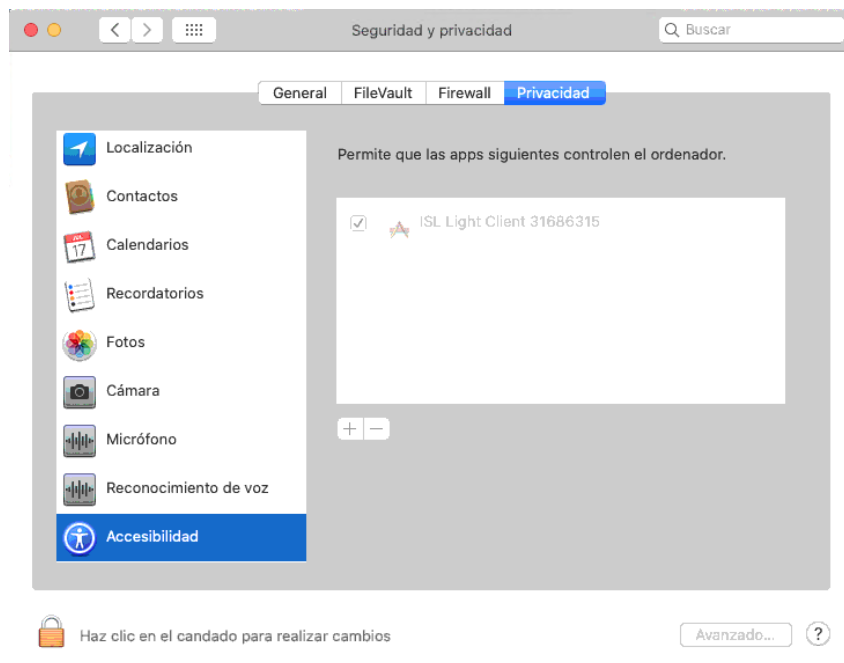 Seguridad y privacidad
Buscar
General
FileVault
Firewall
Privacidad
Localización
Contactos
JUL
17
Calendarios
Recordatorios
Fotos
Cámara
Micrófono
Reconocimiento de voz
Accesibilidad
Permite que las apps siguientes controlen el ordenador.
ISL Light Client 31686315
+ −
Haz clic en el candado para realizar cambios
Avanzado...
?